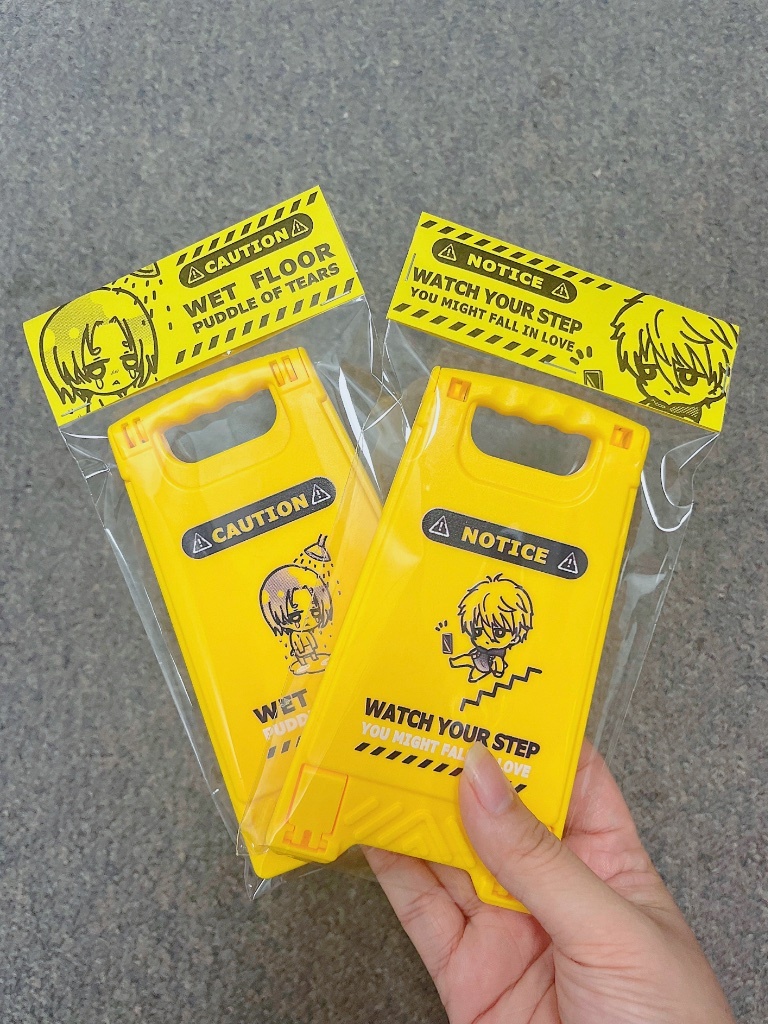 CAUTION
WET FLOOR
PUDDLE OF TEARS
NOTICE
WATCH YOUR STEP
YOU MIGHT FALL IN LOVE
CAUTION
WET
PUDD
NOTICE
WATCH YOUR STEP
YOU MIGHT FALL IN LOVE